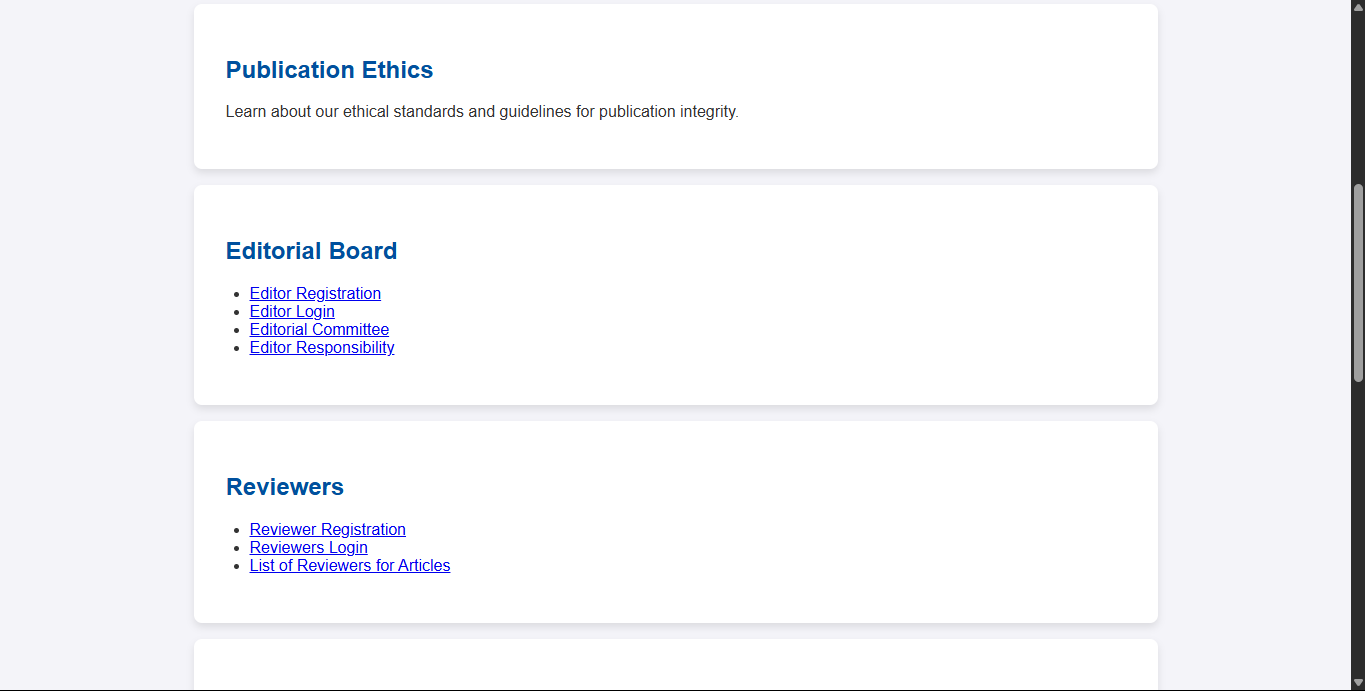 Publication Ethics
Learn about our ethical standards and guidelines for publication integrity.
Editorial Board
Editor Registration
Editor Login
Editorial Committee
Editor Responsibility
Reviewers
Reviewer Registration
Reviewers Login
List of Reviewers for Articles